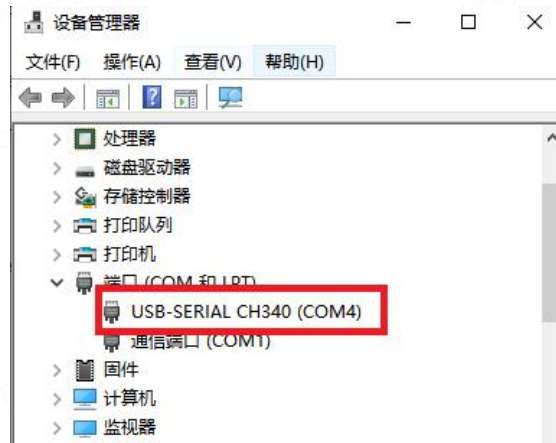 设备管理器
文件(F) 操作(A) 查看(V) 帮助(H)
处理器
磁盘驱动器
存储控制器
打印队列
打印机
端口 (COM 和 LPT)
USB-SERIAL CH340 (COM4)
通信端口 (COM1)
固件
计算机
监视器